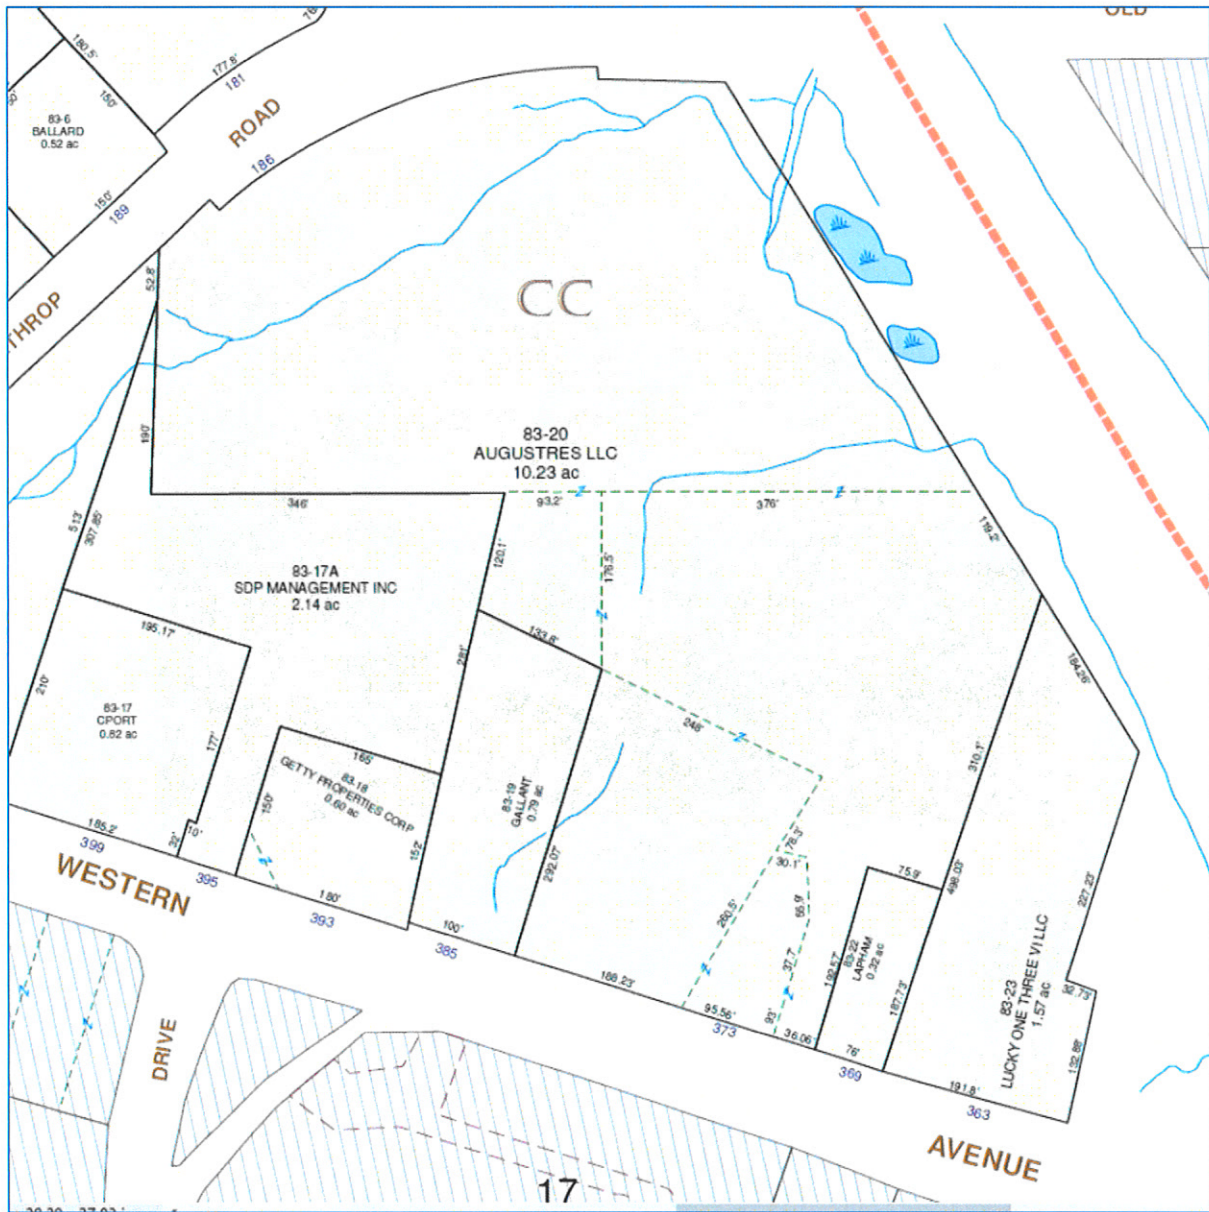 OLD
180.5'
150'
177.8'
181
ROAD
83-6
BALLARD
0.52 ac
186
150'
189
52.8'
THROP
CC
190'
83-20
AUGUSTRES LLC
10.23 ac
346'
93.2'
376'
119.2'
513'
307.85'
120.1'
176.5'
83-17A
SDP MANAGEMENT INC
2.14 ac
195.17'
133.8'
281'
184.26'
210'
83-17
CPORT
0.82 ac
177'
248'
310.1'
165'
83-18
GETTY PROPERTIES CORP
0.60 ac
150'
83-19
GALLANT
0.79 ac
78.3'
30.1'
75.9'
498.03'
185.2'
399
32'
10'
152'
292.07'
260.5'
55.9'
227.23'
WESTERN
395
180'
393
100'
385
188.23'
37.7'
192.57'
83-22
LAPHAM
0.32 ac
187.73'
83-23
LUCKY ONE THREE VI LLC
1.57 ac
95.56'
373
93'
36.06'
76'
369
132.88'
191.8'
363
DRIVE
AVENUE
17